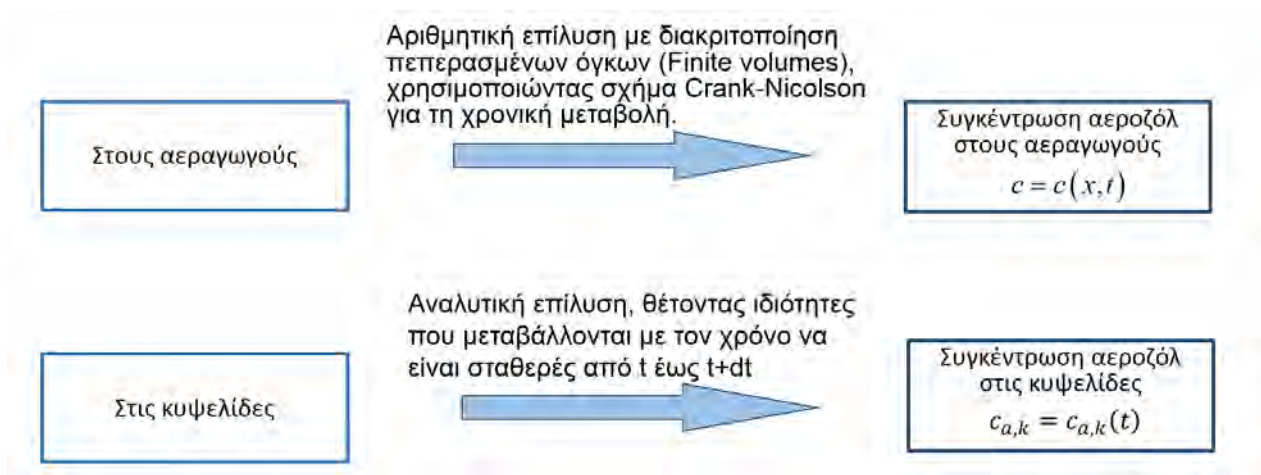 Αριθμητική επίλυση με διακριτοποίηση
πεπερασμένων όγκων (Finite volumes),
χρησιμοποιώντας σχήμα Crank-Nicolson
για τη χρονική μεταβολή.
Στους αεραγωγούς
Συγκέντρωση αεροζόλ
στους αεραγωγούς
c = c(x,t)
Αναλυτική επίλυση, θέτοντας ιδιότητες
που μεταβάλλονται με τον χρόνο να
είναι σταθερές από t έως t+dt
Στις κυψελίδες
Συγκέντρωση αεροζόλ
στις κυψελίδες
c_{a,k} = c_{a,k}(t)